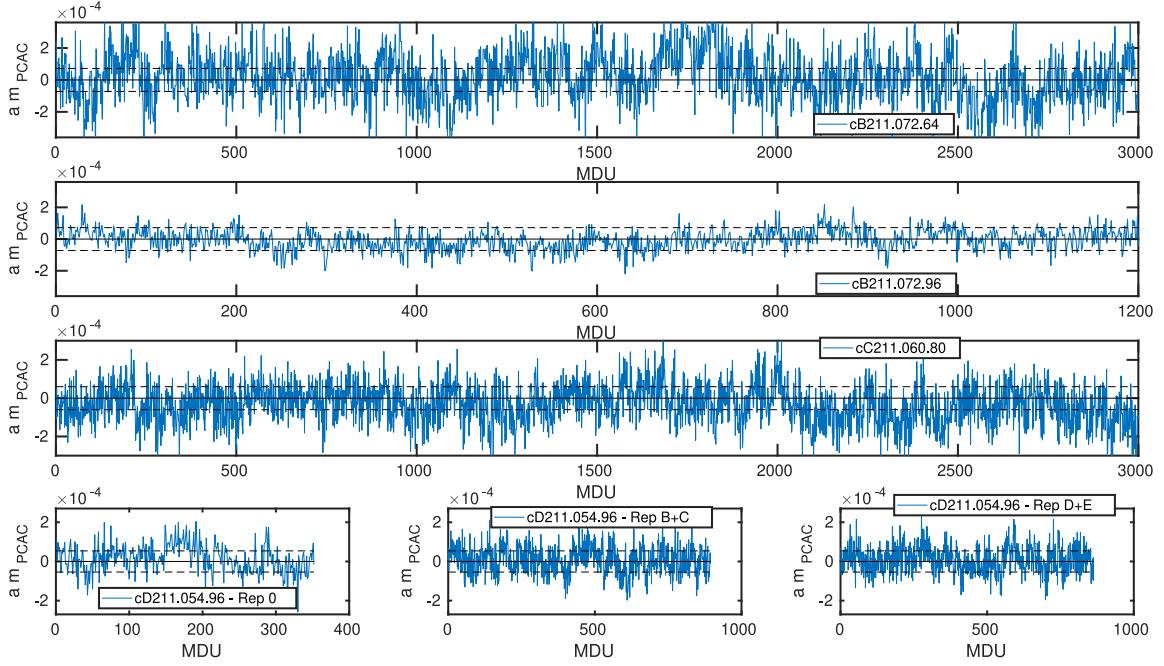 ×10⁻⁴
a m PCAC
2
0
-2
cB211.072.64
0 500 1000 1500 2000 2500 3000
MDU
×10⁻⁴
a m PCAC
2
0
-2
cB211.072.96
0 200 400 600 800 1000 1200
MDU
×10⁻⁴
a m PCAC
2
0
-2
cC211.060.80
0 500 1000 1500 2000 2500 3000
MDU
×10⁻⁴
a m PCAC
2
0
-2
cD211.054.96 - Rep 0
0 100 200 300 400
MDU
×10⁻⁴
a m PCAC
2
0
-2
cD211.054.96 - Rep B+C
0 500 1000
MDU
×10⁻⁴
a m PCAC
2
0
-2
cD211.054.96 - Rep D+E
0 500 1000
MDU